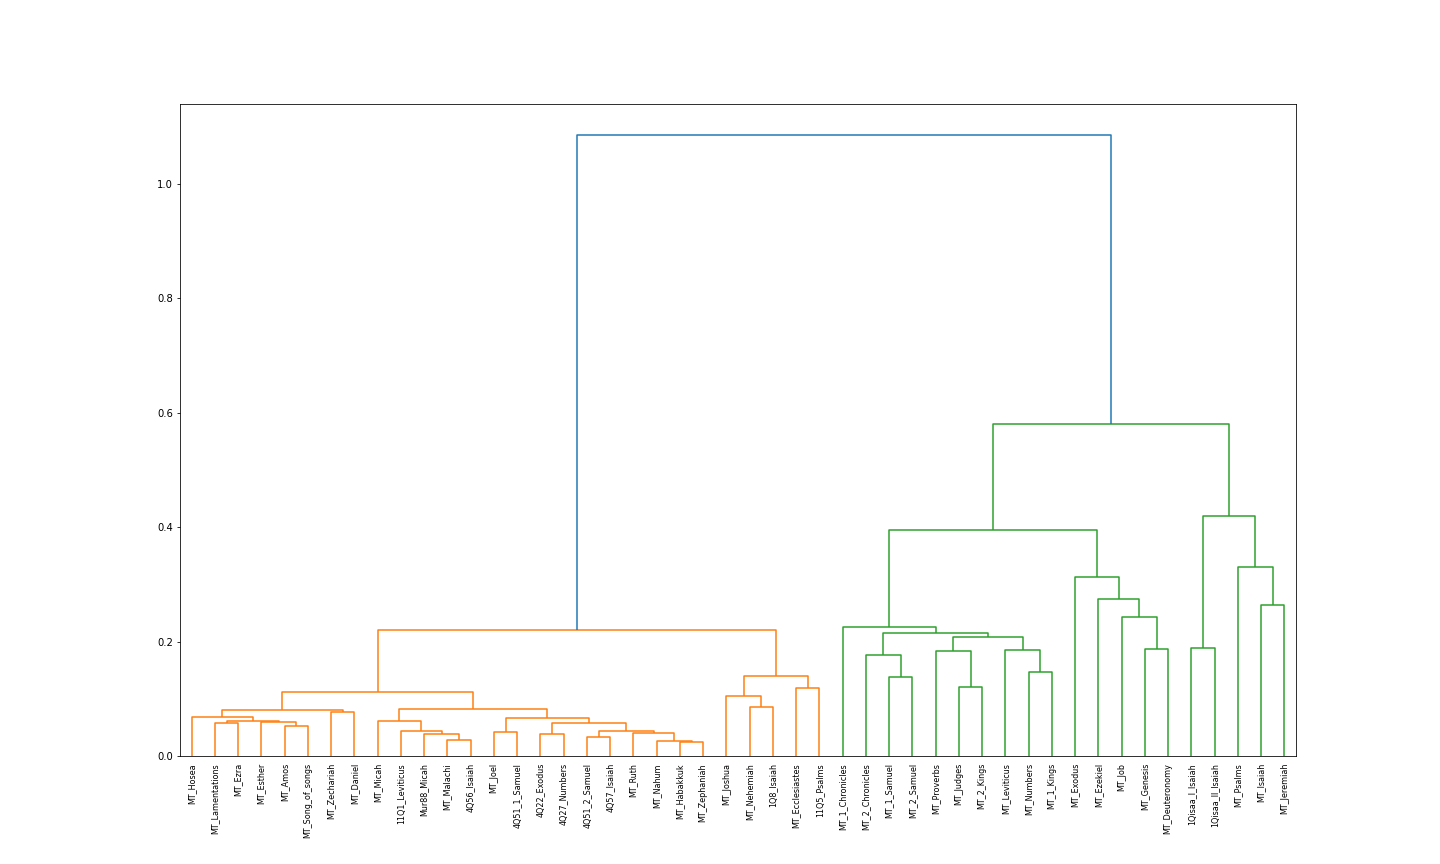 1.0
0.8
0.6
0.4
0.2
0.0
MT_Hosea
MT_Lamentations
MT_Ezra
MT_Esther
MT_Amos
MT_Song_of_songs
MT_Zechariah
MT_Daniel
MT_Micah
11Q1_Leviticus
Mur88_Micah
MT_Malachi
4Q56_Isaiah
MT_Joel
4Q51_1_Samuel
4Q22_Exodus
4Q27_Numbers
4Q51_2_Samuel
4Q57_Isaiah
MT_Ruth
MT_Nahum
MT_Habakkuk
MT_Zephaniah
MT_Joshua
MT_Nehemiah
1Q8_Isaiah
MT_Ecclesiastes
11Q5_Psalms
MT_1_Chronicles
MT_2_Chronicles
MT_1_Samuel
MT_2_Samuel
MT_Proverbs
MT_Judges
MT_2_Kings
MT_Leviticus
MT_Numbers
MT_1_Kings
MT_Exodus
MT_Ezekiel
MT_Job
MT_Genesis
MT_Deuteronomy
1Qisaa_I_Isaiah
1Qisaa_II_Isaiah
MT_Psalms
MT_Isaiah
MT_Jeremiah